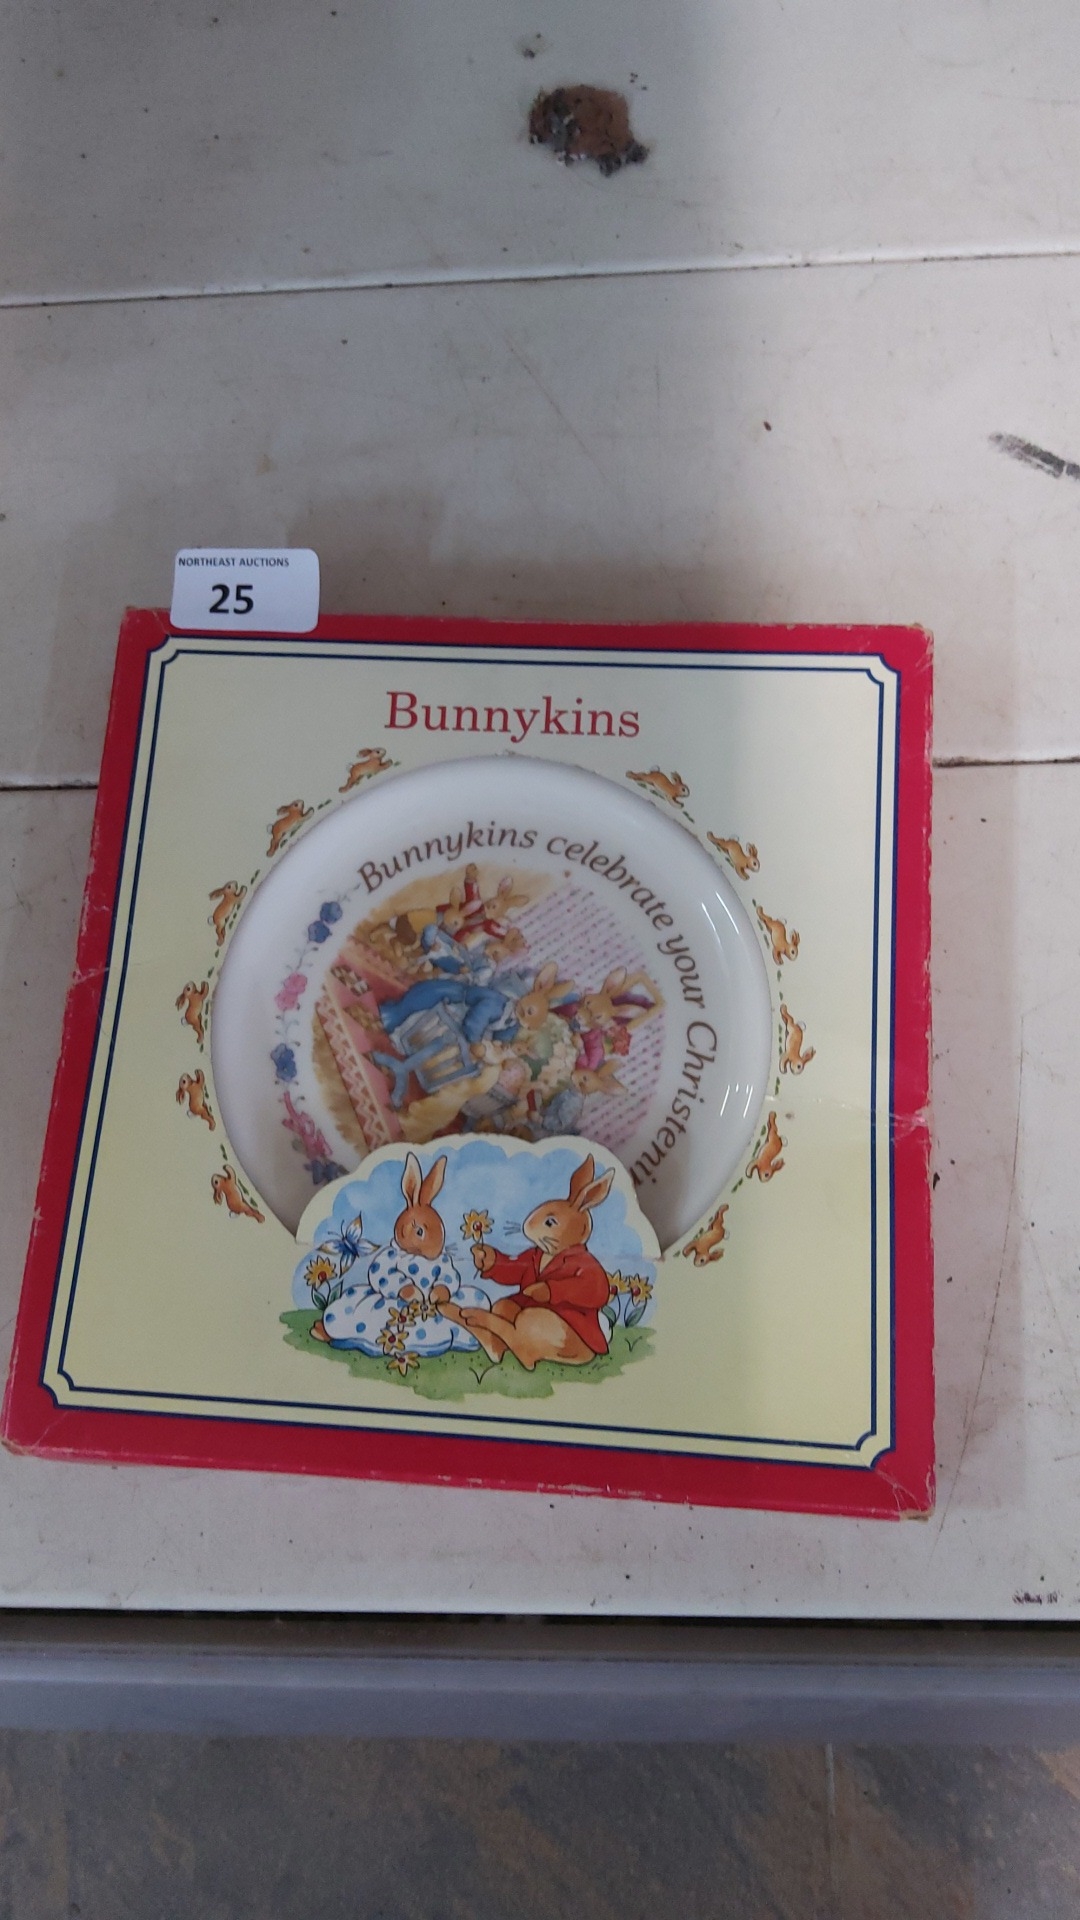 NORTHEAST AUCTIONS
25
Bunnykins
Bunnykins celebrate your